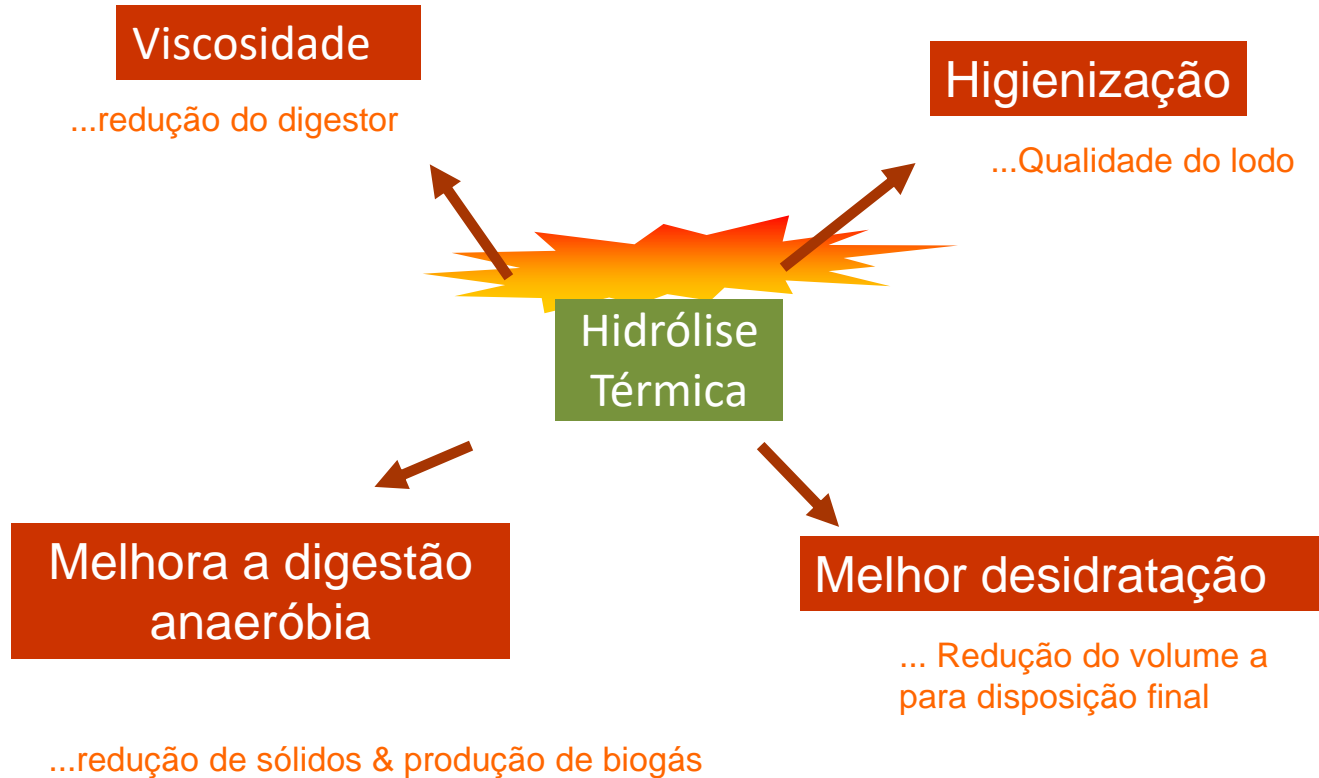 Viscosidade
...redução do digestor
Higienização
...Qualidade do lodo
Hidrólise
Térmica
Melhora a digestão
anaeróbia
...redução de sólidos & produção de biogás
Melhor desidratação
... Redução do volume a
para disposição final